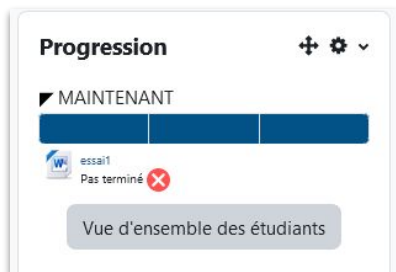 Progression
MAINTENANT
essai1
Pas terminé
Vue d'ensemble des étudiants